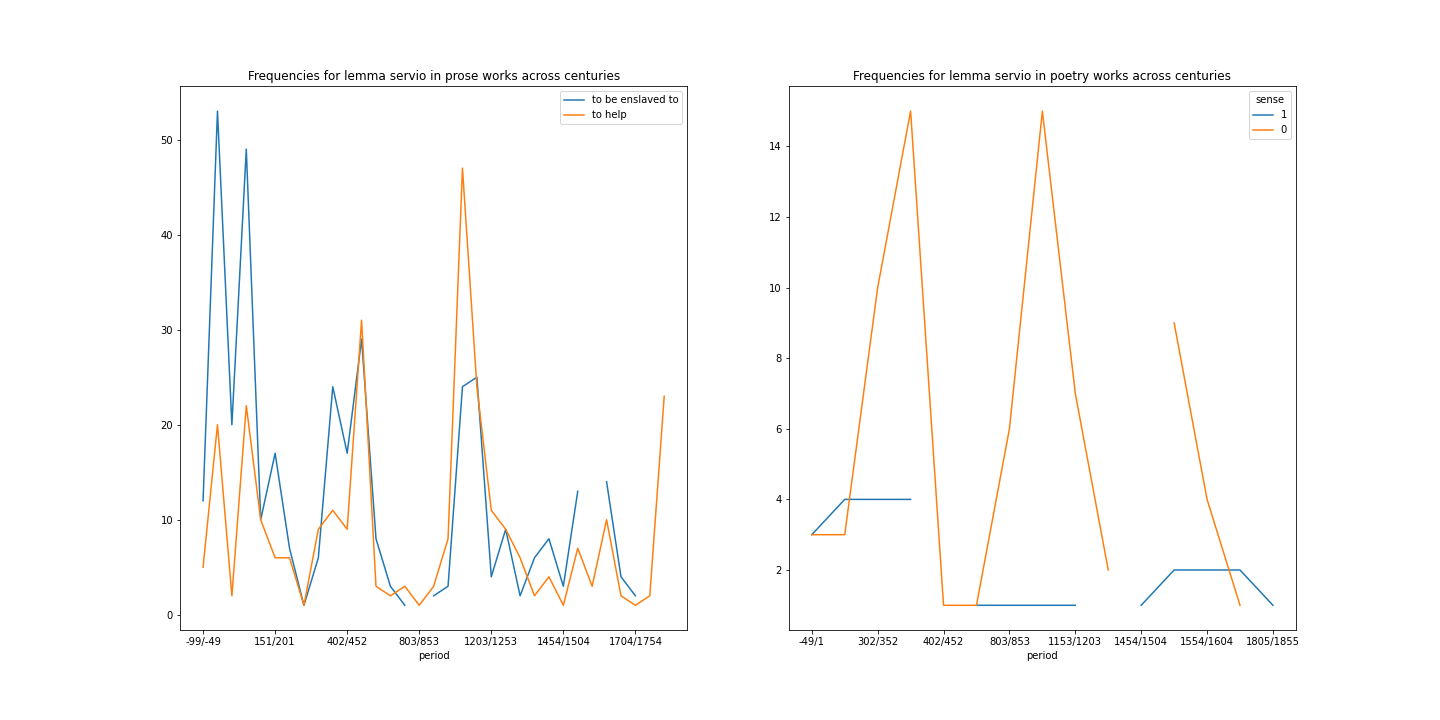 Frequencies for lemma servio in prose works across centuries
to be enslaved to
to help
50
40
30
20
10
0
-99/-49 151/201 402/452 803/853 1203/1253 1454/1504 1704/1754
period
Frequencies for lemma servio in poetry works across centuries
sense
1
0
14
12
10
8
6
4
2
-49/1 302/352 402/452 803/853 1153/1203 1454/1504 1554/1604 1805/1855
period